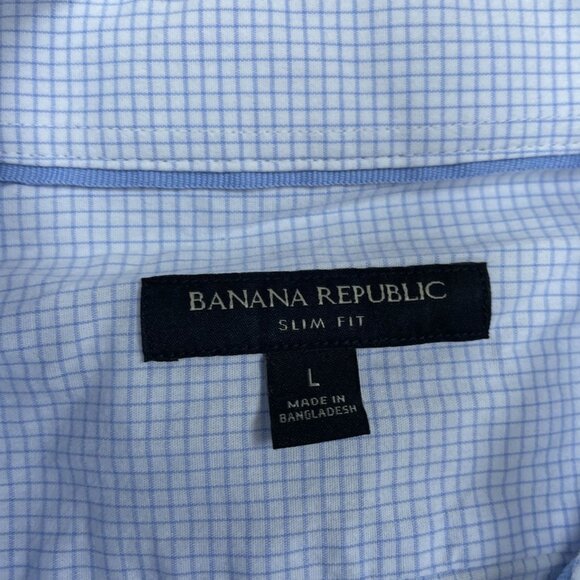 BANANA REPUBLIC
SLIM FIT
L
MADE IN
BANGLADESH